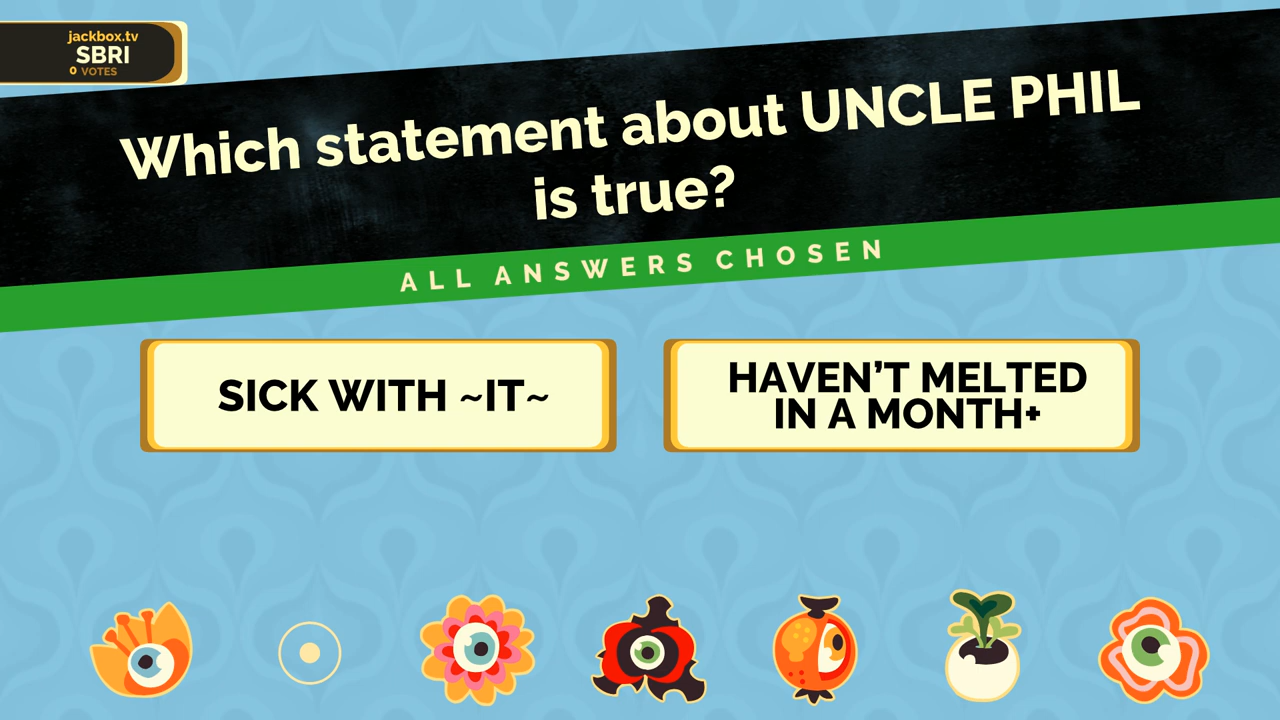 jackbox.tv
SBRI
0 VOTES
Which statement about UNCLE PHIL
is true?
ALL ANSWERS CHOSEN
SICK WITH ~IT~
HAVEN'T MELTED
IN A MONTH+